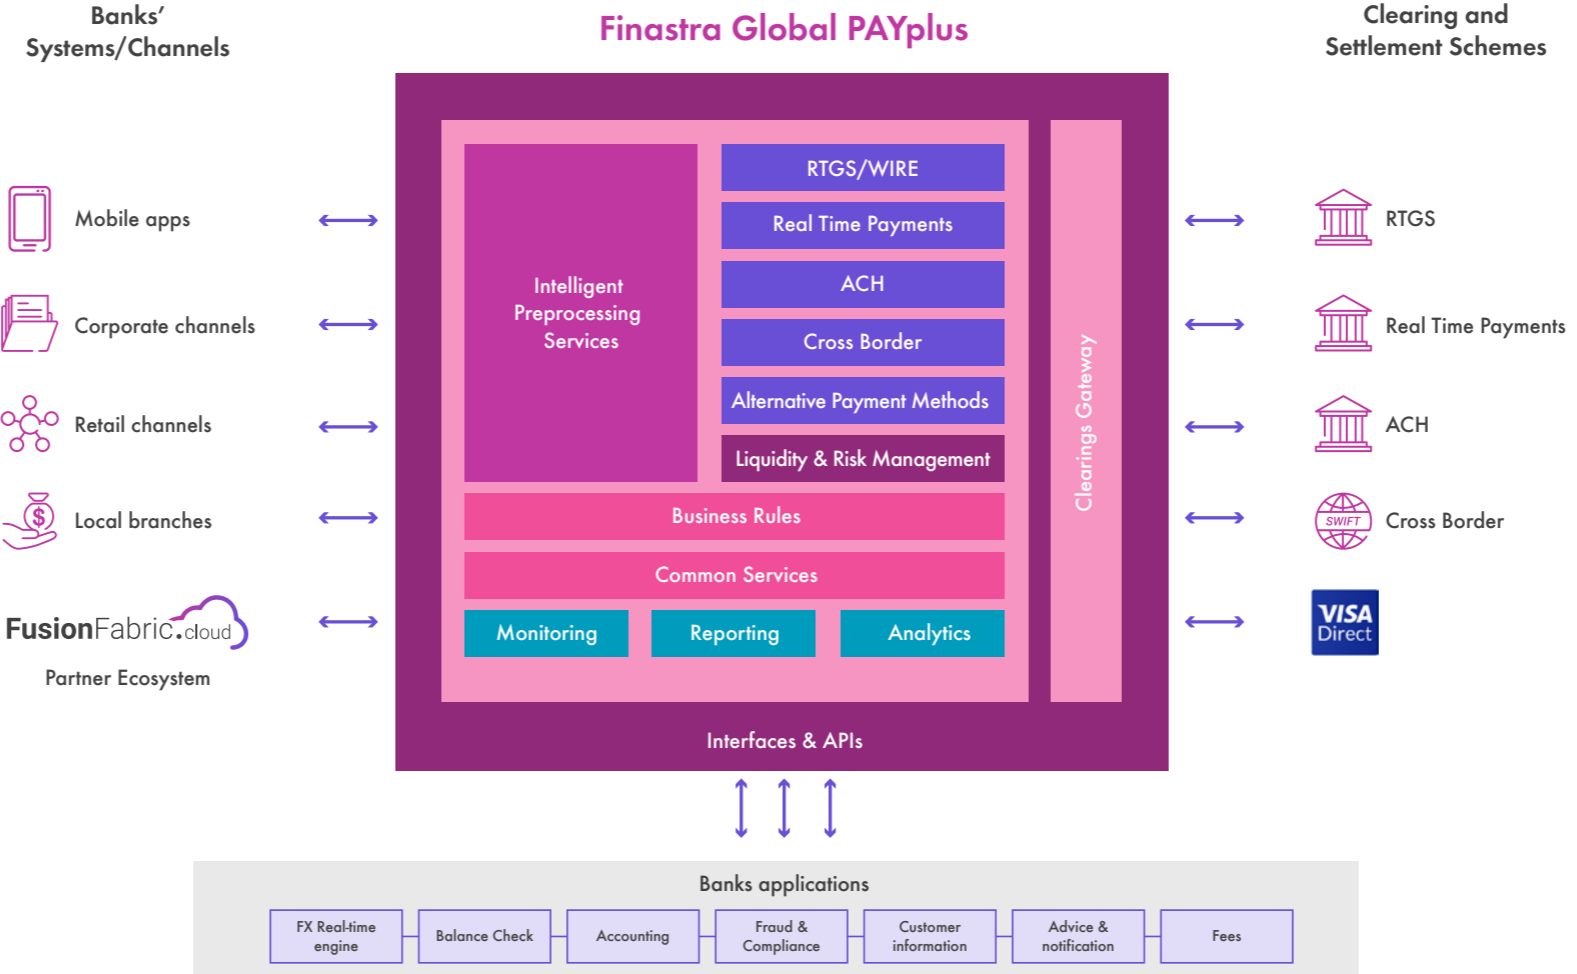 Banks’
Systems/Channels
Finastra Global PAYplus
Clearing and
Settlement Schemes
Mobile apps
Corporate channels
Retail channels
Local branches
FusionFabric.cloud
Partner Ecosystem
$
Intelligent
Preprocessing
Services
RTGS/WIRE
Real Time Payments
ACH
Cross Border
Alternative Payment Methods
Liquidity & Risk Management
Business Rules
Common Services
Monitoring
Reporting
Analytics
Clearings Gateway
Interfaces & APIs
RTGS
Real Time Payments
ACH
SWIFT
Cross Border
VISA
Direct
Banks applications
FX Real-time
engine
Balance Check
Accounting
Fraud &
Compliance
Customer
information
Advice &
notification
Fees